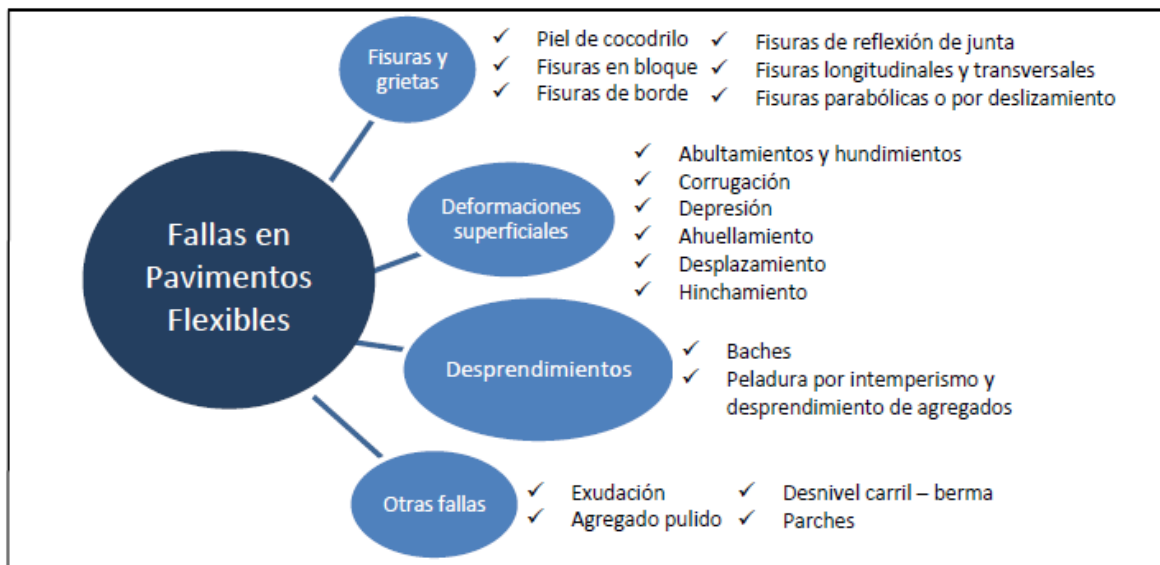 Fallas en
Pavimentos
Flexibles
Fisuras y
grietas
✓ Piel de cocodrilo
✓ Fisuras en bloque
✓ Fisuras de borde
✓ Fisuras de reflexión de junta
✓ Fisuras longitudinales y transversales
✓ Fisuras parabólicas o por deslizamiento
Deformaciones
superficiales
✓ Abultamientos y hundimientos
✓ Corrugación
✓ Depresión
✓ Ahuellamiento
✓ Desplazamiento
✓ Hinchamiento
Desprendimientos
✓ Baches
✓ Peladura por intemperismo y
desprendimiento de agregados
Otras fallas
✓ Exudación
✓ Agregado pulido
✓ Desnivel carril – berma
✓ Parches